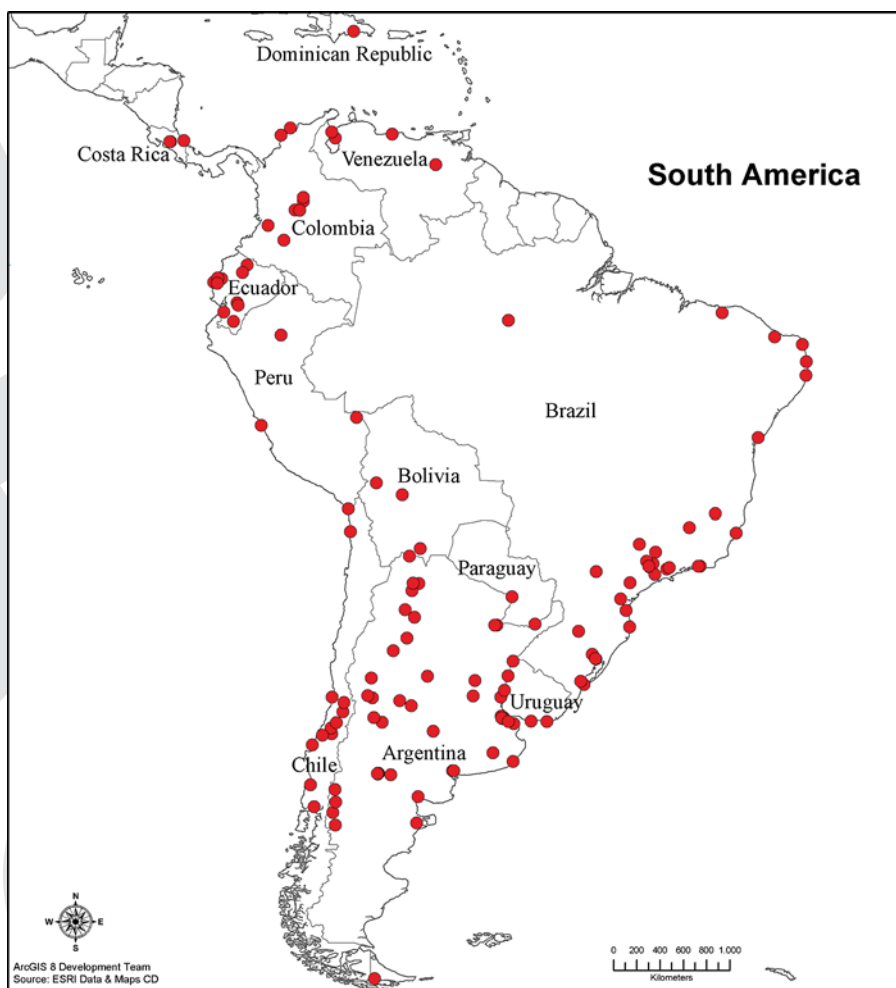 Dominican Republic
Costa Rica
Venezuela
South America
Colombia
Ecuador
Peru
Brazil
Bolivia
Paraguay
Uruguay
Argentina
Chile
N
W
E
S
ArcGIS 8 Development Team
Source: ESRI Data & Maps CD
0 200 400 600 800 1.000
Kilometers